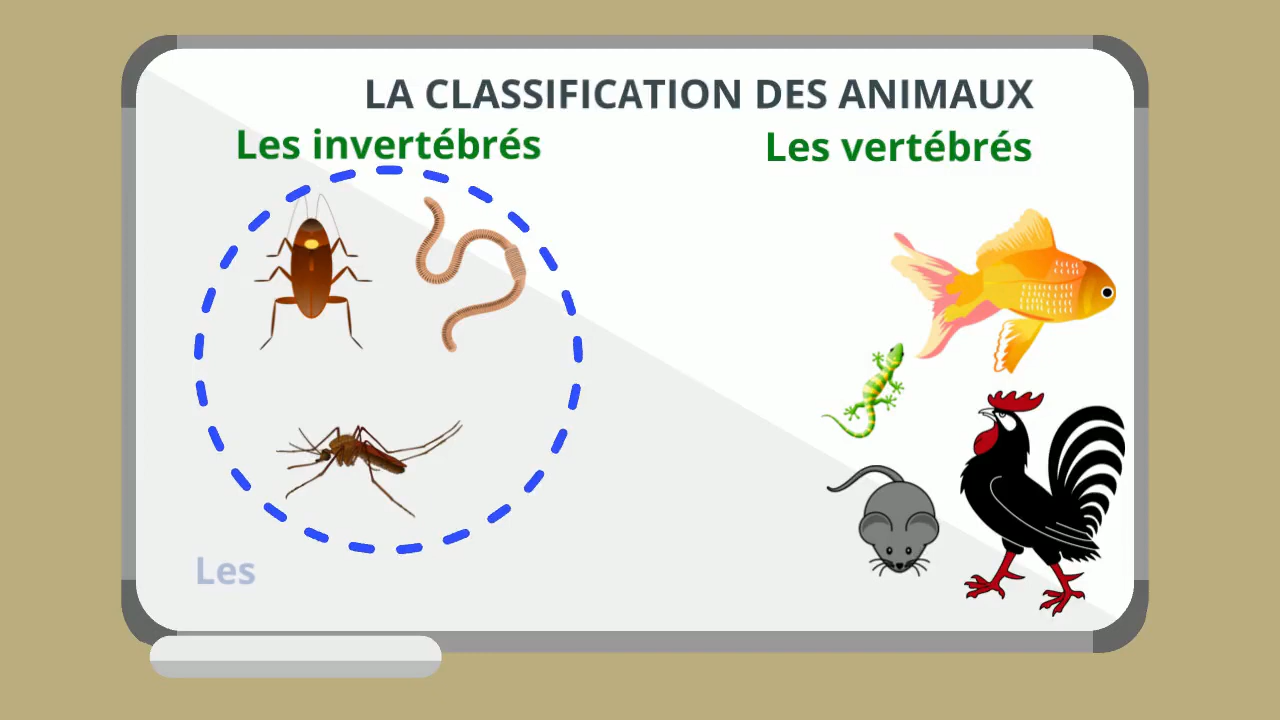 LA CLASSIFICATION DES ANIMAUX
Les invertébrés
Les vertébrés
Les